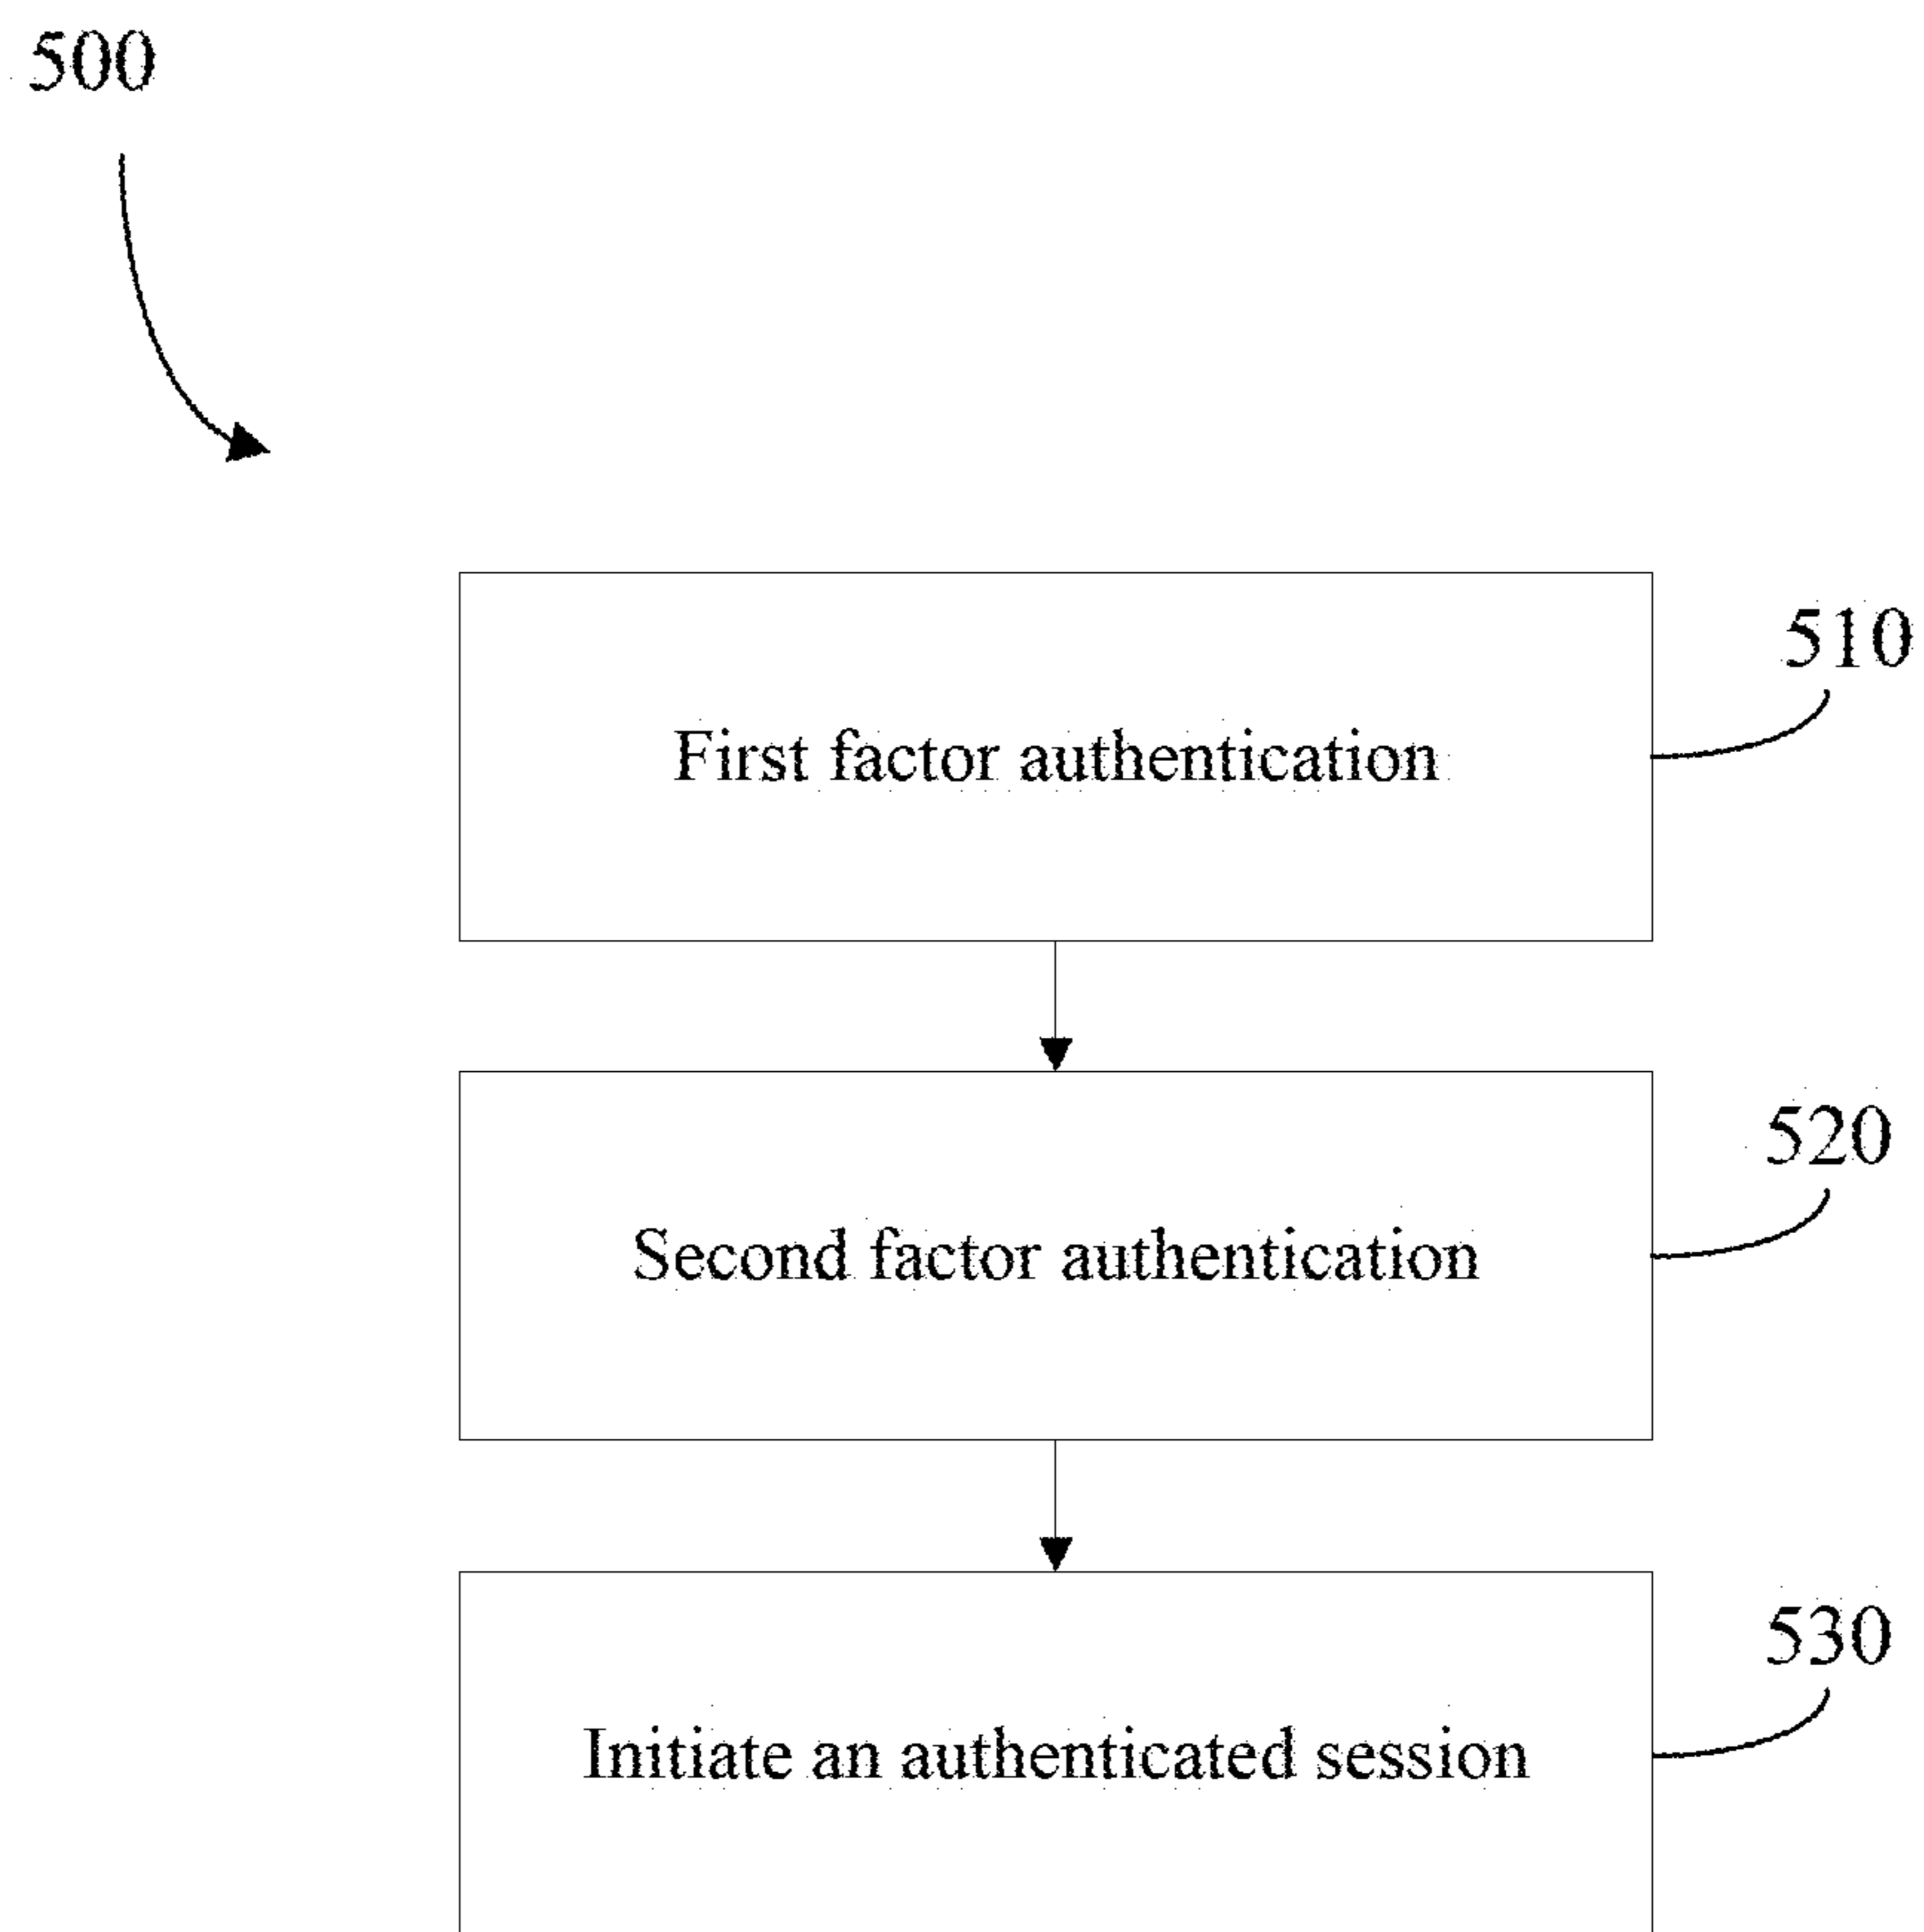 500
510
First factor authentication
520
Second factor authentication
530
Initiate an authenticated session